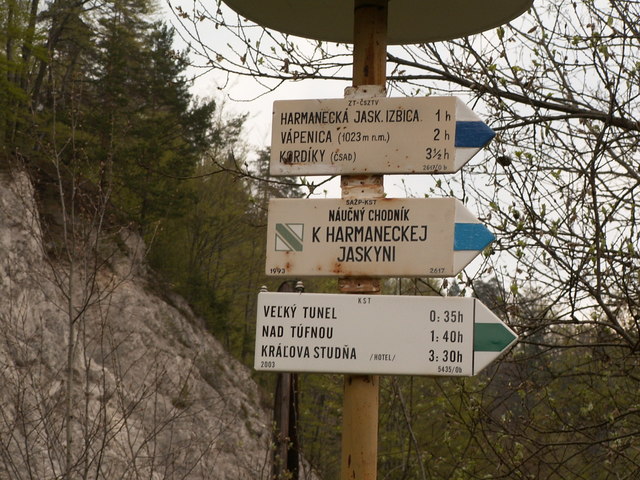 ZT-ČSZTV
HARMANECKÁ JASK. IZBICA 1 h
VÁPENICA (1023 m n.m.) 2 h
KORDÍKY (ČSAD) 3½ h
2617/0 b
SAŽP-KST
NÁUČNÝ CHODNÍK
K HARMANECKEJ
JASKYNI
1993 2617
KST
VEĽKÝ TUNEL 0:35h
NAD TÚFNOU 1:40h
KRÁĽOVA STUDŇA /HOTEL/ 3:30h
2003 5435/0b